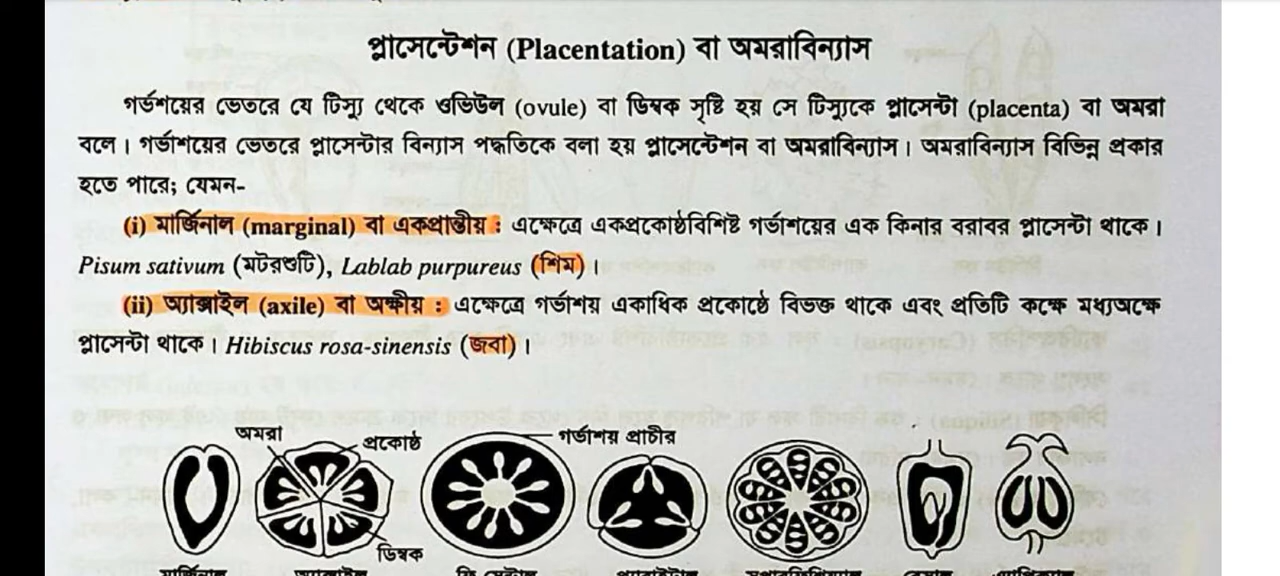 প্লাসেন্টেশন (Placentation) বা অমরাবিন্যাস
গর্ভশয়ের ভেতরে যে টিস্যু থেকে ওভিউল (ovule) বা ডিম্বক সৃষ্টি হয় সে টিস্যুকে প্লাসেন্টা (placenta) বা অমরা
বলে। গর্ভাশয়ের ভেতরে প্লাসেন্টার বিন্যাস পদ্ধতিকে বলা হয় প্লাসেন্টেশন বা অমরাবিন্যাস। অমরাবিন্যাস বিভিন্ন প্রকার
হতে পারে; যেমন-
(i) মার্জিনাল (marginal) বা একপ্রান্তীয় : এক্ষেত্রে একপ্রকোষ্ঠবিশিষ্ট গর্ভাশয়ের এক কিনার বরাবর প্লাসেন্টা থাকে।
Pisum sativum (মটরশুটি), Lablab purpureus (শিম)।
(ii) অ্যাক্সাইল (axile) বা অক্ষীয় : এক্ষেত্রে গর্ভাশয় একাধিক প্রকোষ্ঠে বিভক্ত থাকে এবং প্রতিটি কক্ষে মধ্যঅক্ষে
প্লাসেন্টা থাকে। Hibiscus rosa-sinensis (জবা)।
অমরা
প্রকোষ্ঠ
গর্ভাশয় প্রাচীর
ডিম্বক